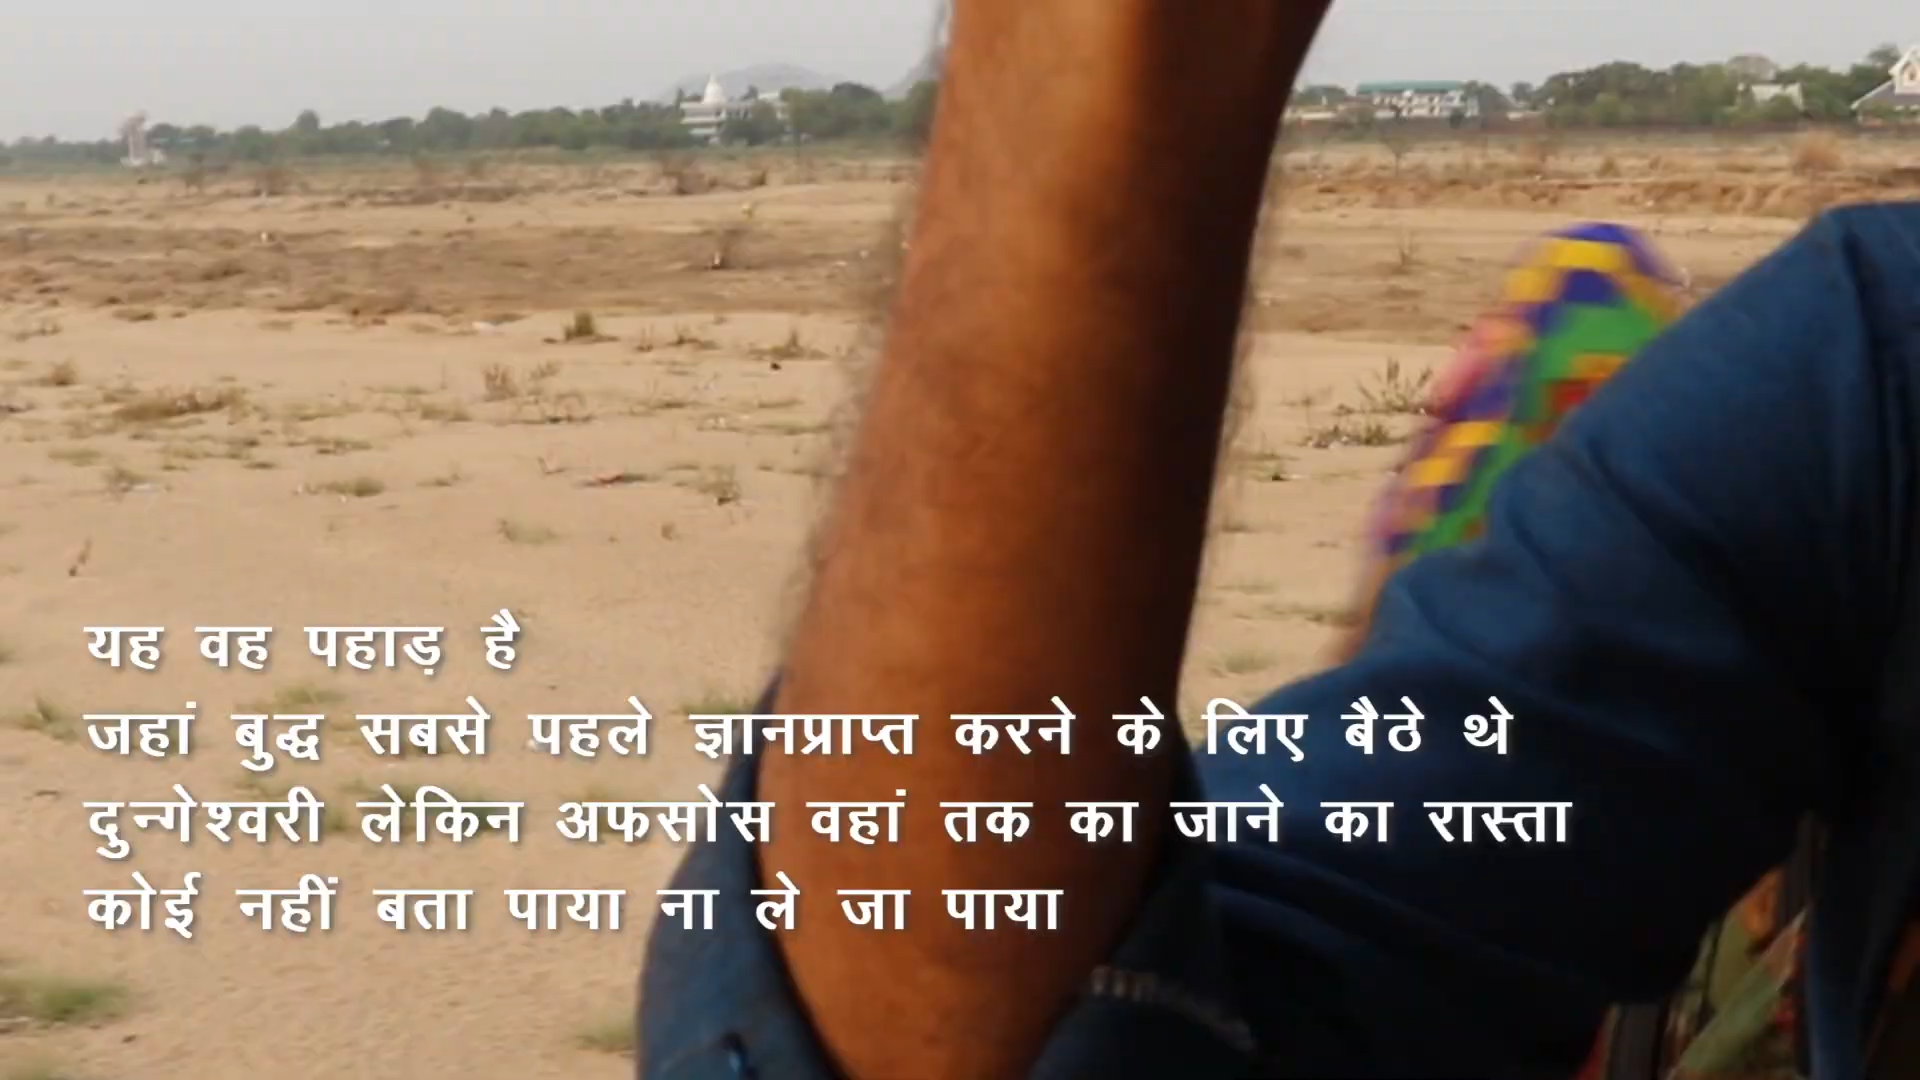 यह वह पहाड़ है
जहां बुद्ध सबसे पहले ज्ञानप्राप्त करने के लिए बैठे थे
दुन्गेश्वरी लेकिन अफसोस वहां तक का जाने का रास्ता
कोई नहीं बता पाया ना ले जा पाया